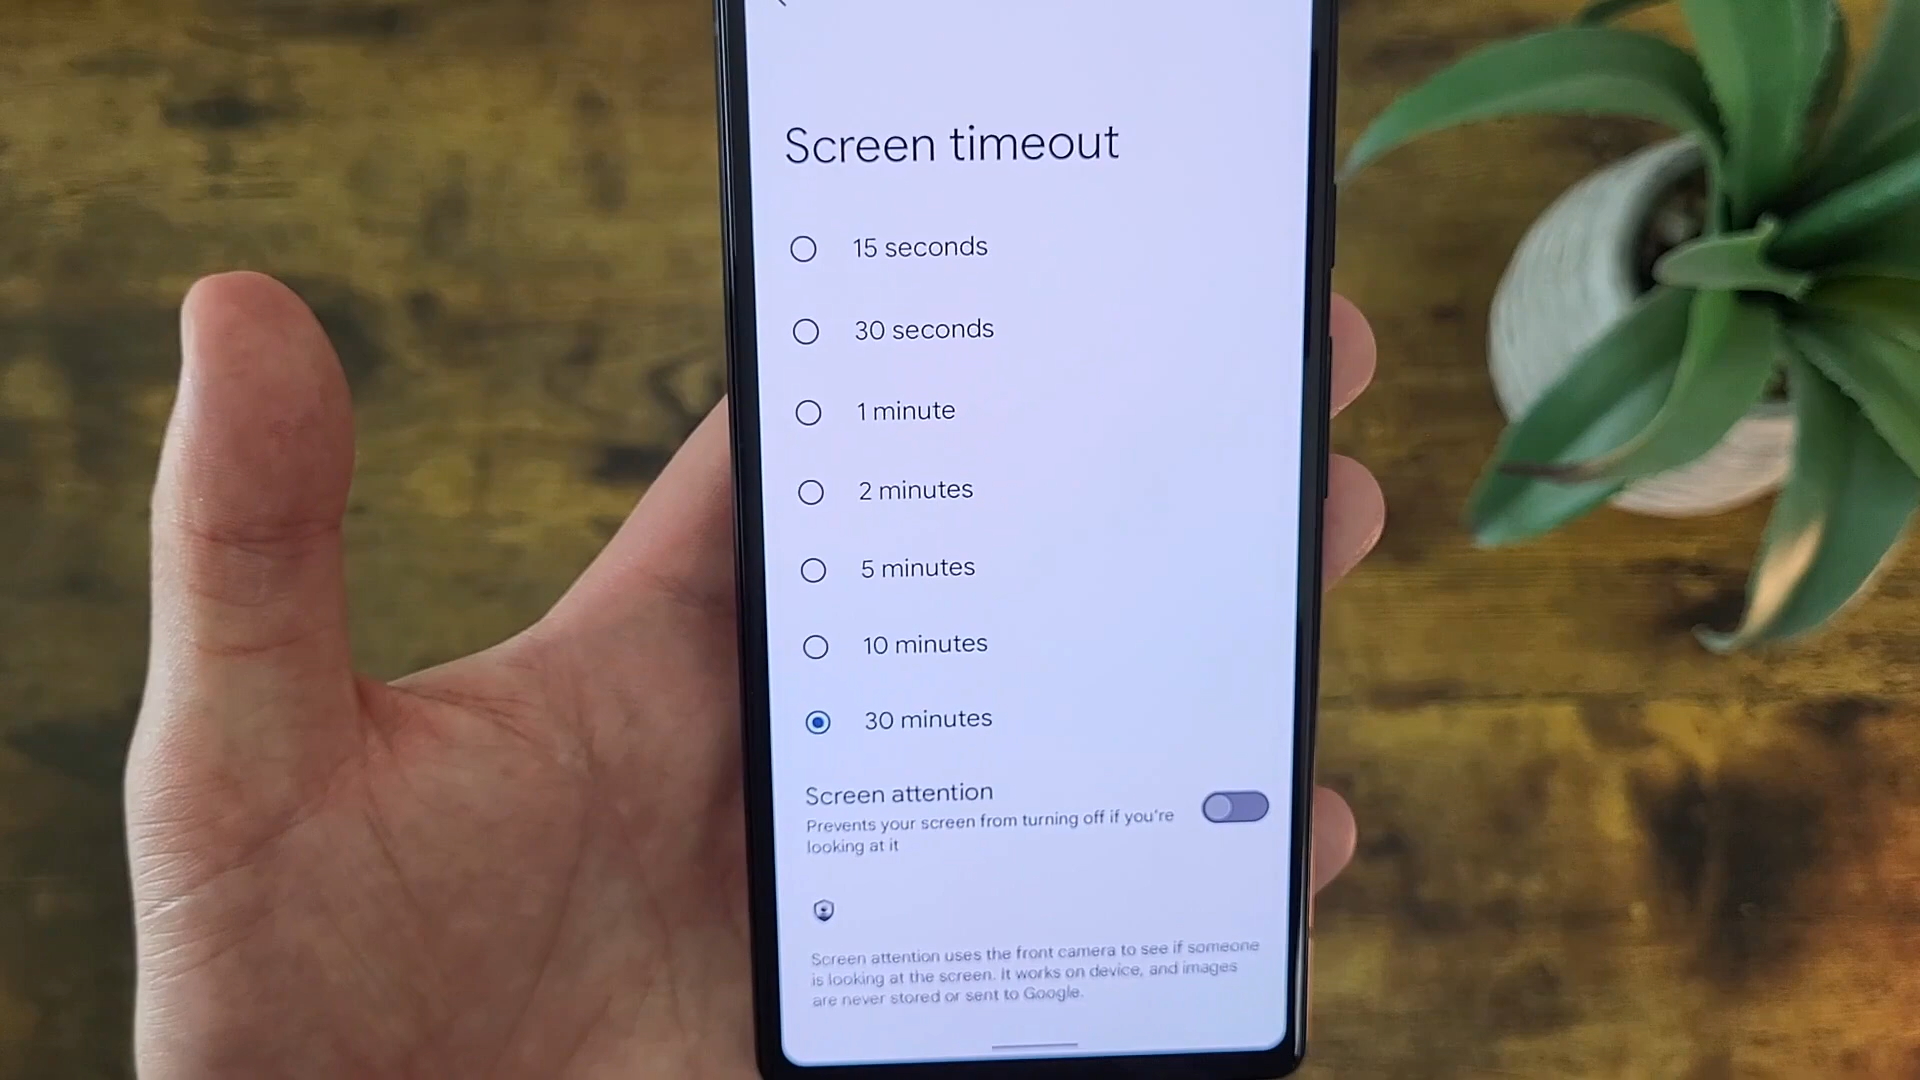 Screen timeout
15 seconds
30 seconds
1 minute
2 minutes
5 minutes
10 minutes
30 minutes
Screen attention
Prevents your screen from turning off if you're
looking at it
Screen attention uses the front camera to see if someone
is looking at the screen. It works on device, and images
are never stored or sent to Google.